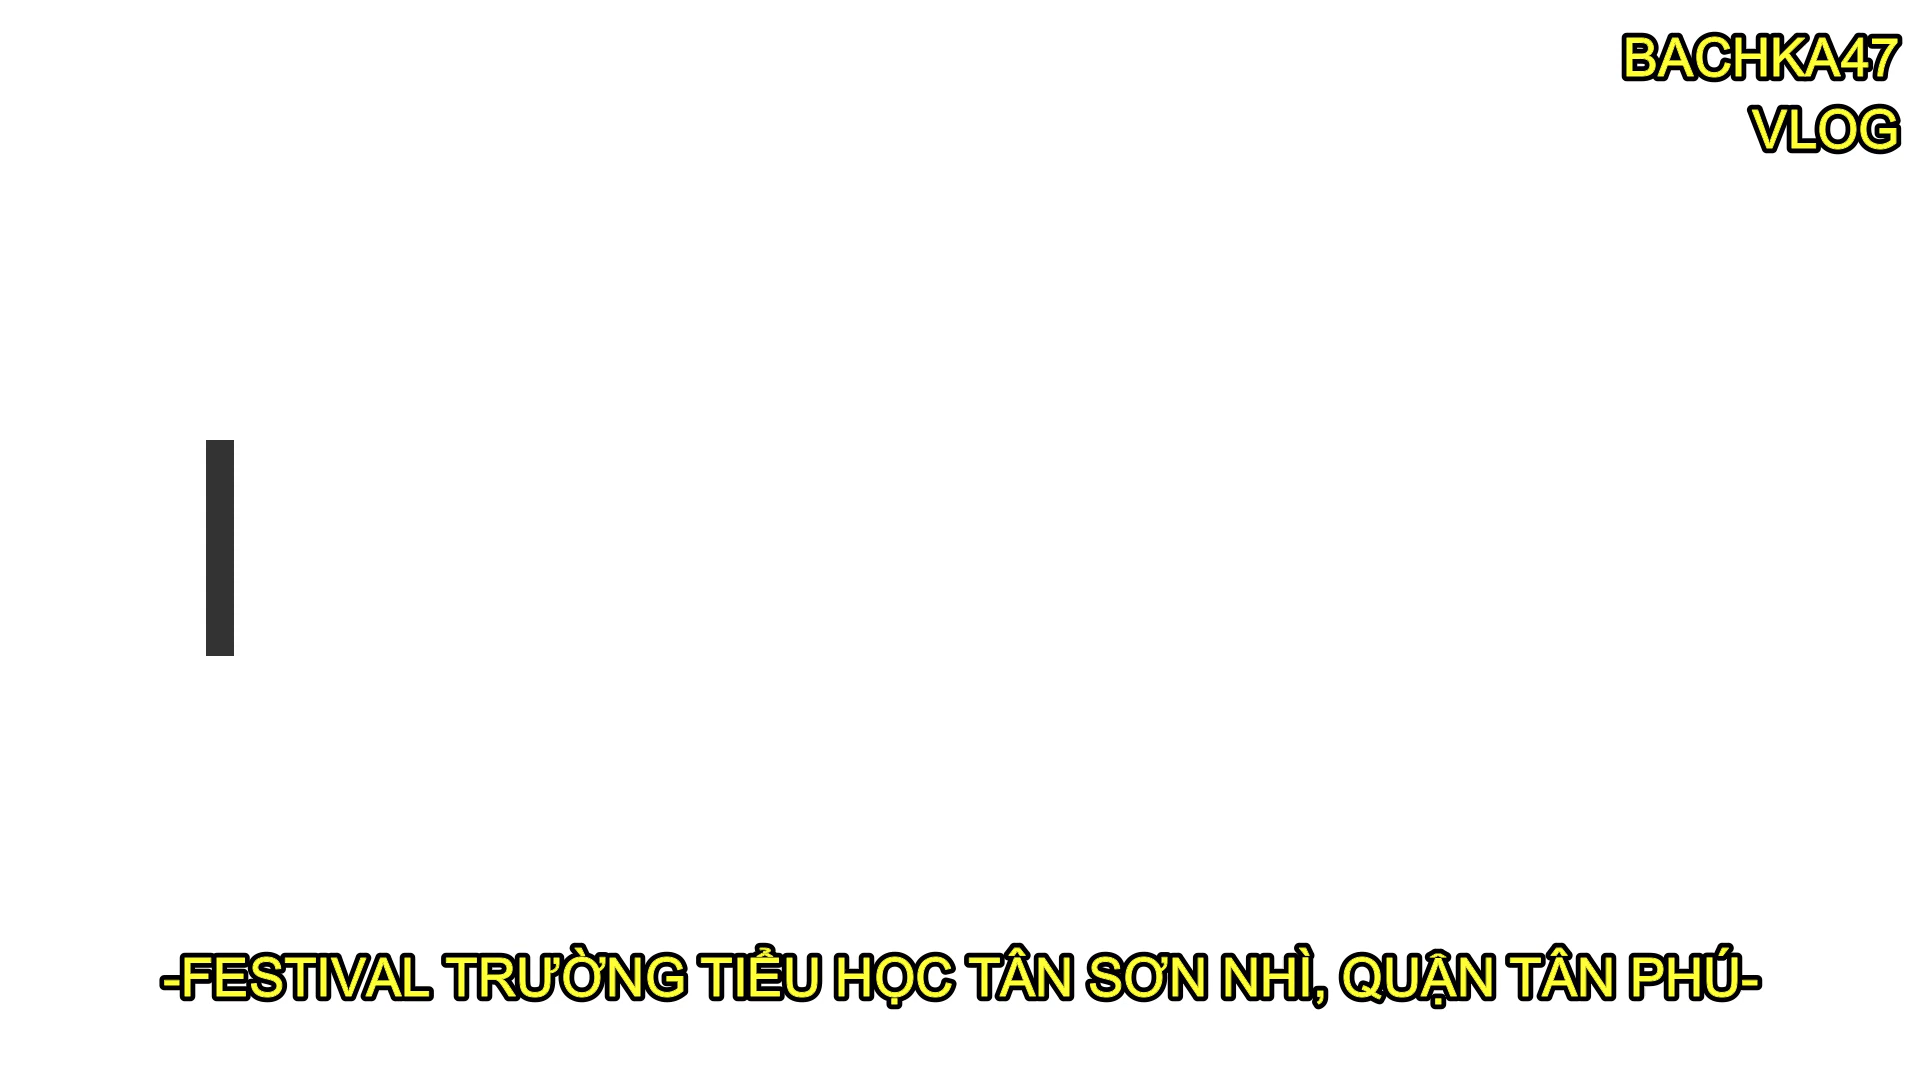 BACHKA47
VLOG
-FESTIVAL TRƯỜNG TIỂU HỌC TÂN SƠN NHÌ, QUẬN TÂN PHÚ-